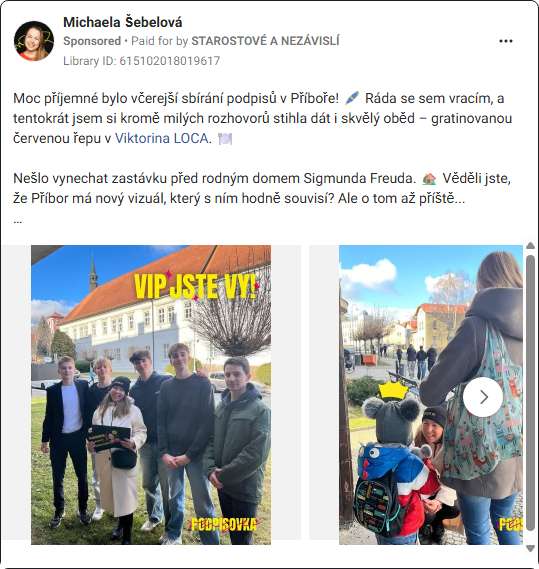 Michaela Šebelová
Sponsored • Paid for by STAROSTOVÉ A NEZÁVISLÍ
Library ID: 615102018019617
Moc příjemné bylo včerejší sbírání podpisů v Příboře! 🖋️ Ráda se sem vracím, a
tentokrát jsem si kromě milých rozhovorů stihla dát i skvělý oběd – gratinovanou
červenou řepu v Viktorina LOCA. 🍽️
Nešlo vynechat zastávku před rodným domem Sigmunda Freuda. 🏠 Věděli jste,
že Příbor má nový vizuál, který s ním hodně souvisí? Ale o tom až příště...
...
VIP JSTE VY!
#PODPISOVKA
POD